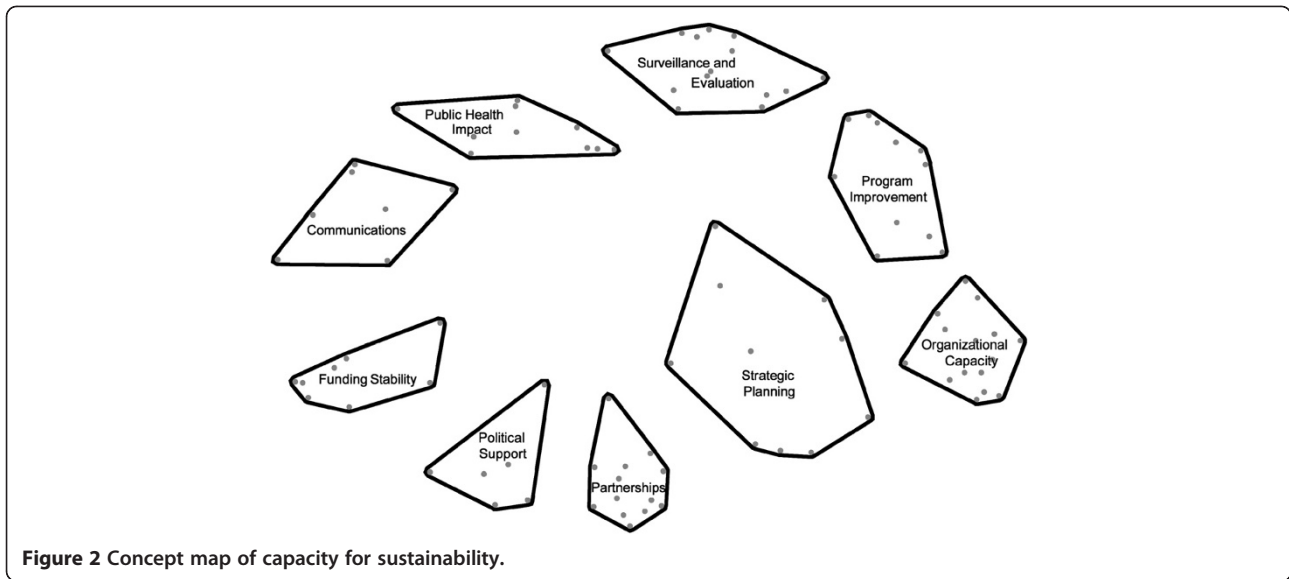 Surveillance and
Evaluation
Public Health
Impact
Program
Improvement
Communications
Organizational
Capacity
Strategic
Planning
Funding Stability
Political
Support
Partnerships
Figure 2 Concept map of capacity for sustainability.